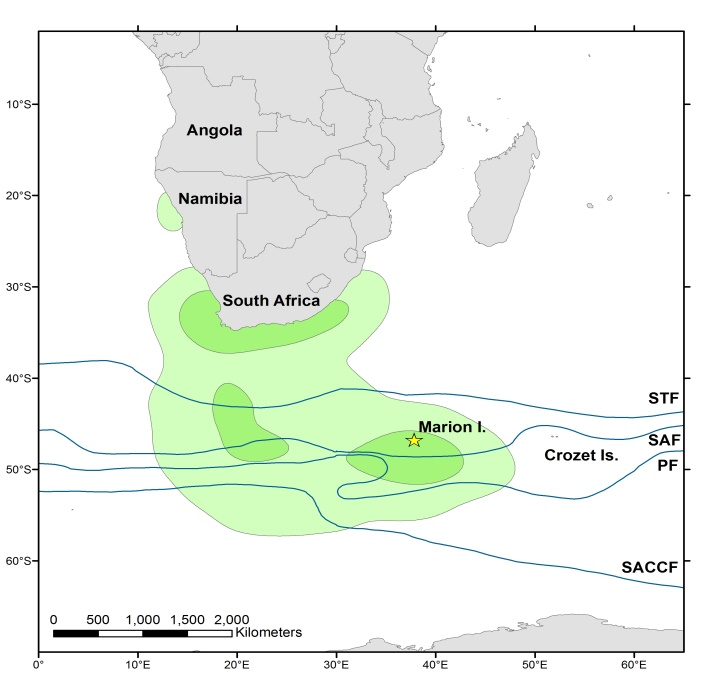 10°S
Angola
20°S
Namibia
30°S
South Africa
40°S
STF
Marion I.
SAF
Crozet Is.
PF
50°S
60°S
SACCF
0 500 1,000 1,500 2,000
Kilometers
0° 10°E 20°E 30°E 40°E 50°E 60°E